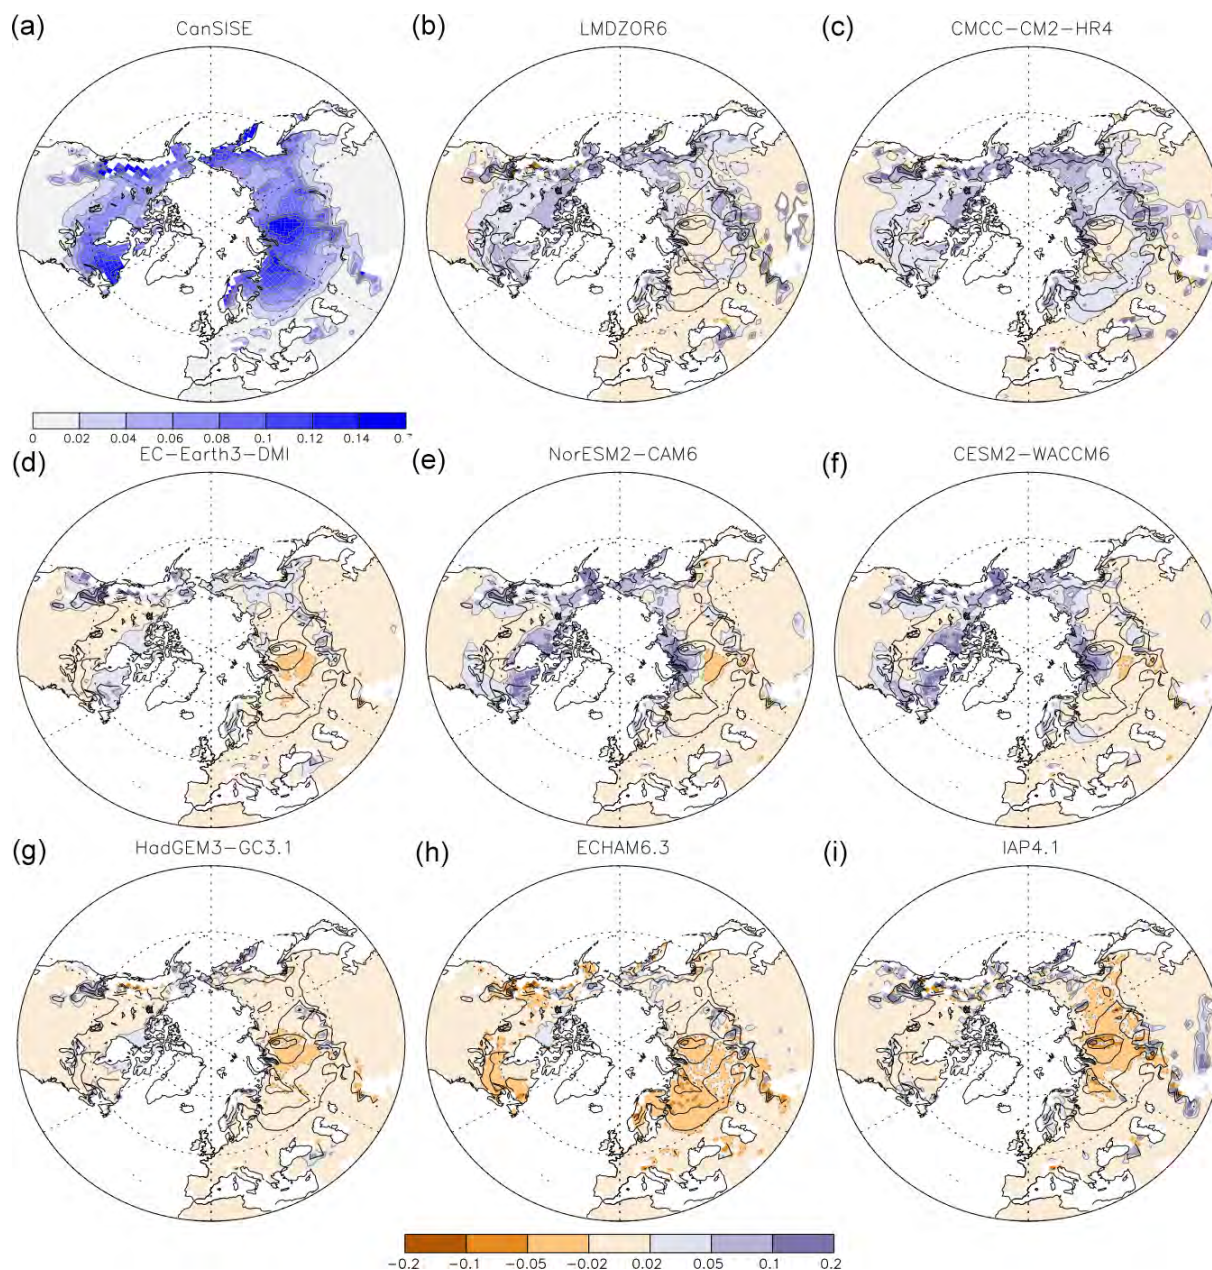 (a) CanSISE (b) LMDZOR6 (c) CMCC-CM2-HR4
0 0.02 0.04 0.06 0.08 0.1 0.12 0.14
(d) EC-Earth3-DMI (e) NorESM2-CAM6 (f) CESM2-WACCM6
(g) HadGEM3-GC3.1 (h) ECHAM6.3 (i) IAP4.1
-0.2 -0.1 -0.05 -0.02 0.02 0.05 0.1 0.2